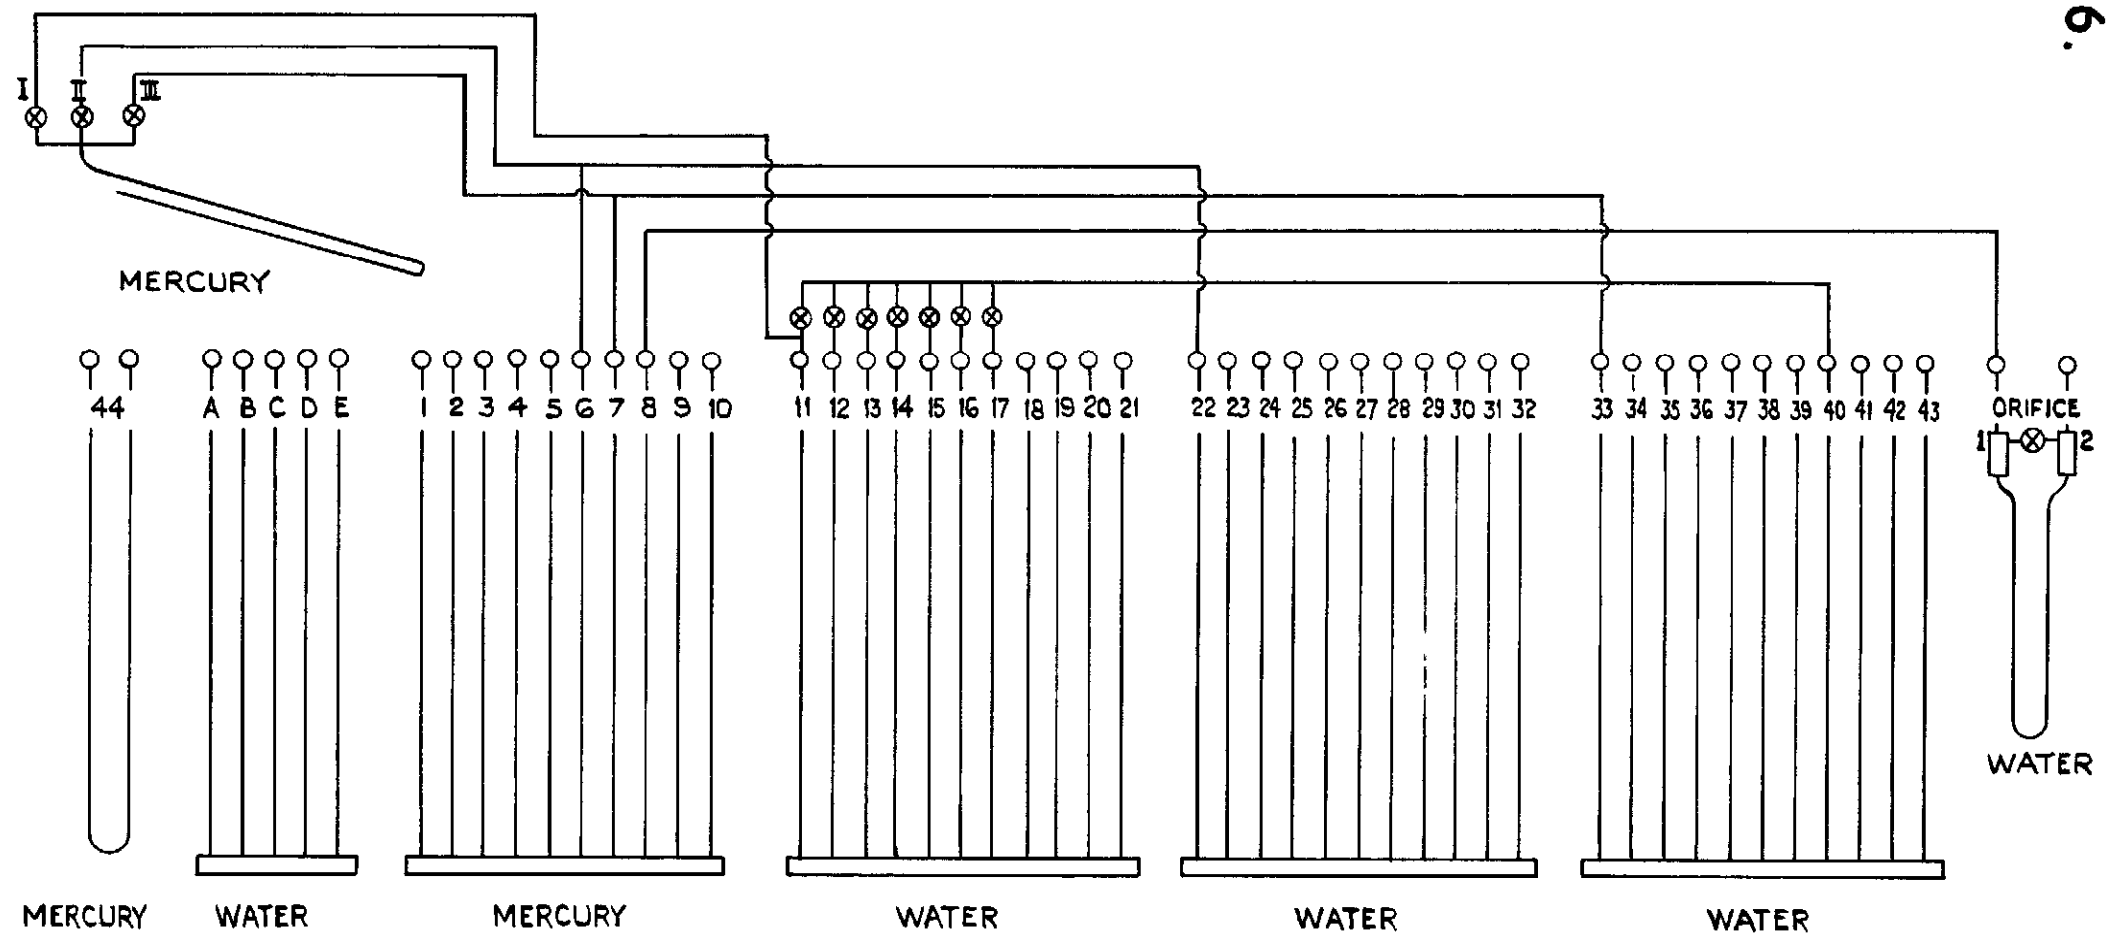 6.
I II III
MERCURY
44 A B C D E 1 2 3 4 5 6 7 8 9 10 11 12 13 14 15 16 17 18 19 20 21 22 23 24 25 26 27 28 29 30 31 32 33 34 35 36 37 38 39 40 41 42 43 ORIFICE
1 2
WATER
MERCURY WATER MERCURY WATER WATER WATER